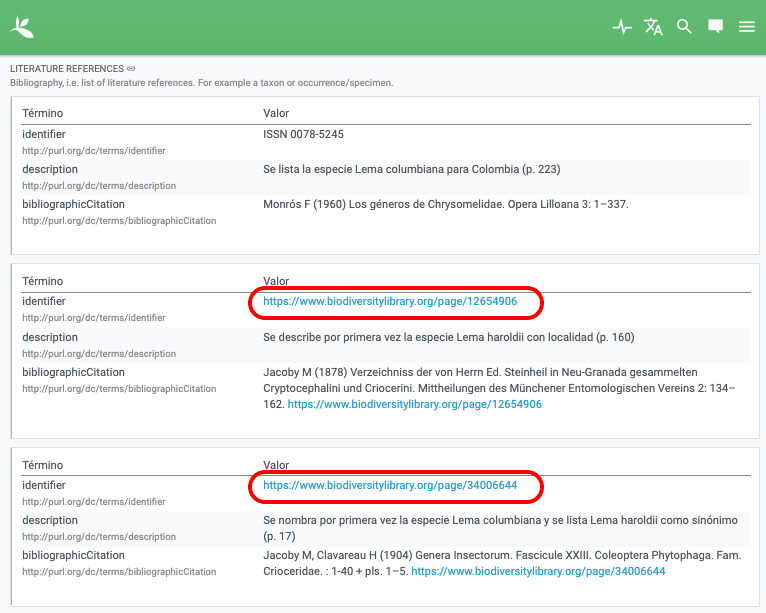 LITERATURE REFERENCES
Bibliography, i.e. list of literature references. For example a taxon or occurrence/specimen.
Término Valor
identifier ISSN 0078-5245
http://purl.org/dc/terms/identifier
description Se lista la especie Lema columbiana para Colombia (p. 223)
http://purl.org/dc/terms/description
bibliographicCitation Monrós F (1960) Los géneros de Chrysomelidae. Opera Lilloana 3: 1–337.
http://purl.org/dc/terms/bibliographicCitation
Término Valor
identifier https://www.biodiversitylibrary.org/page/12654906
http://purl.org/dc/terms/identifier
description Se describe por primera vez la especie Lema haroldii con localidad (p. 160)
http://purl.org/dc/terms/description
bibliographicCitation Jacoby M (1878) Verzeichniss der von Herrn Ed. Steinheil in Neu-Granada gesammelten
http://purl.org/dc/terms/bibliographicCitation Cryptocephalini und Criocerini. Mittheilungen des Münchener Entomologischen Vereins 2: 134–
162. https://www.biodiversitylibrary.org/page/12654906
Término Valor
identifier https://www.biodiversitylibrary.org/page/34006644
http://purl.org/dc/terms/identifier
description Se nombra por primera vez la especie Lema columbiana y se lista Lema haroldii como sinónimo
http://purl.org/dc/terms/description (p. 17)
bibliographicCitation Jacoby M, Clavareau H (1904) Genera Insectorum. Fascicule XXIII. Coleoptera Phytophaga. Fam.
http://purl.org/dc/terms/bibliographicCitation Crioceridae. : 1-40 + pls. 1–5. https://www.biodiversitylibrary.org/page/34006644